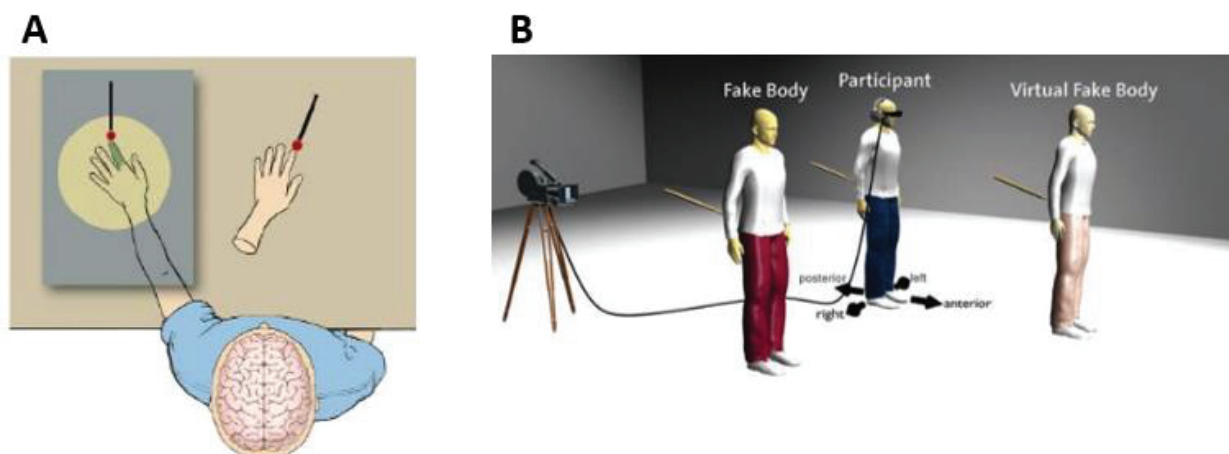 A
B
Fake Body
Participant
Virtual Fake Body
posterior
left
right
anterior